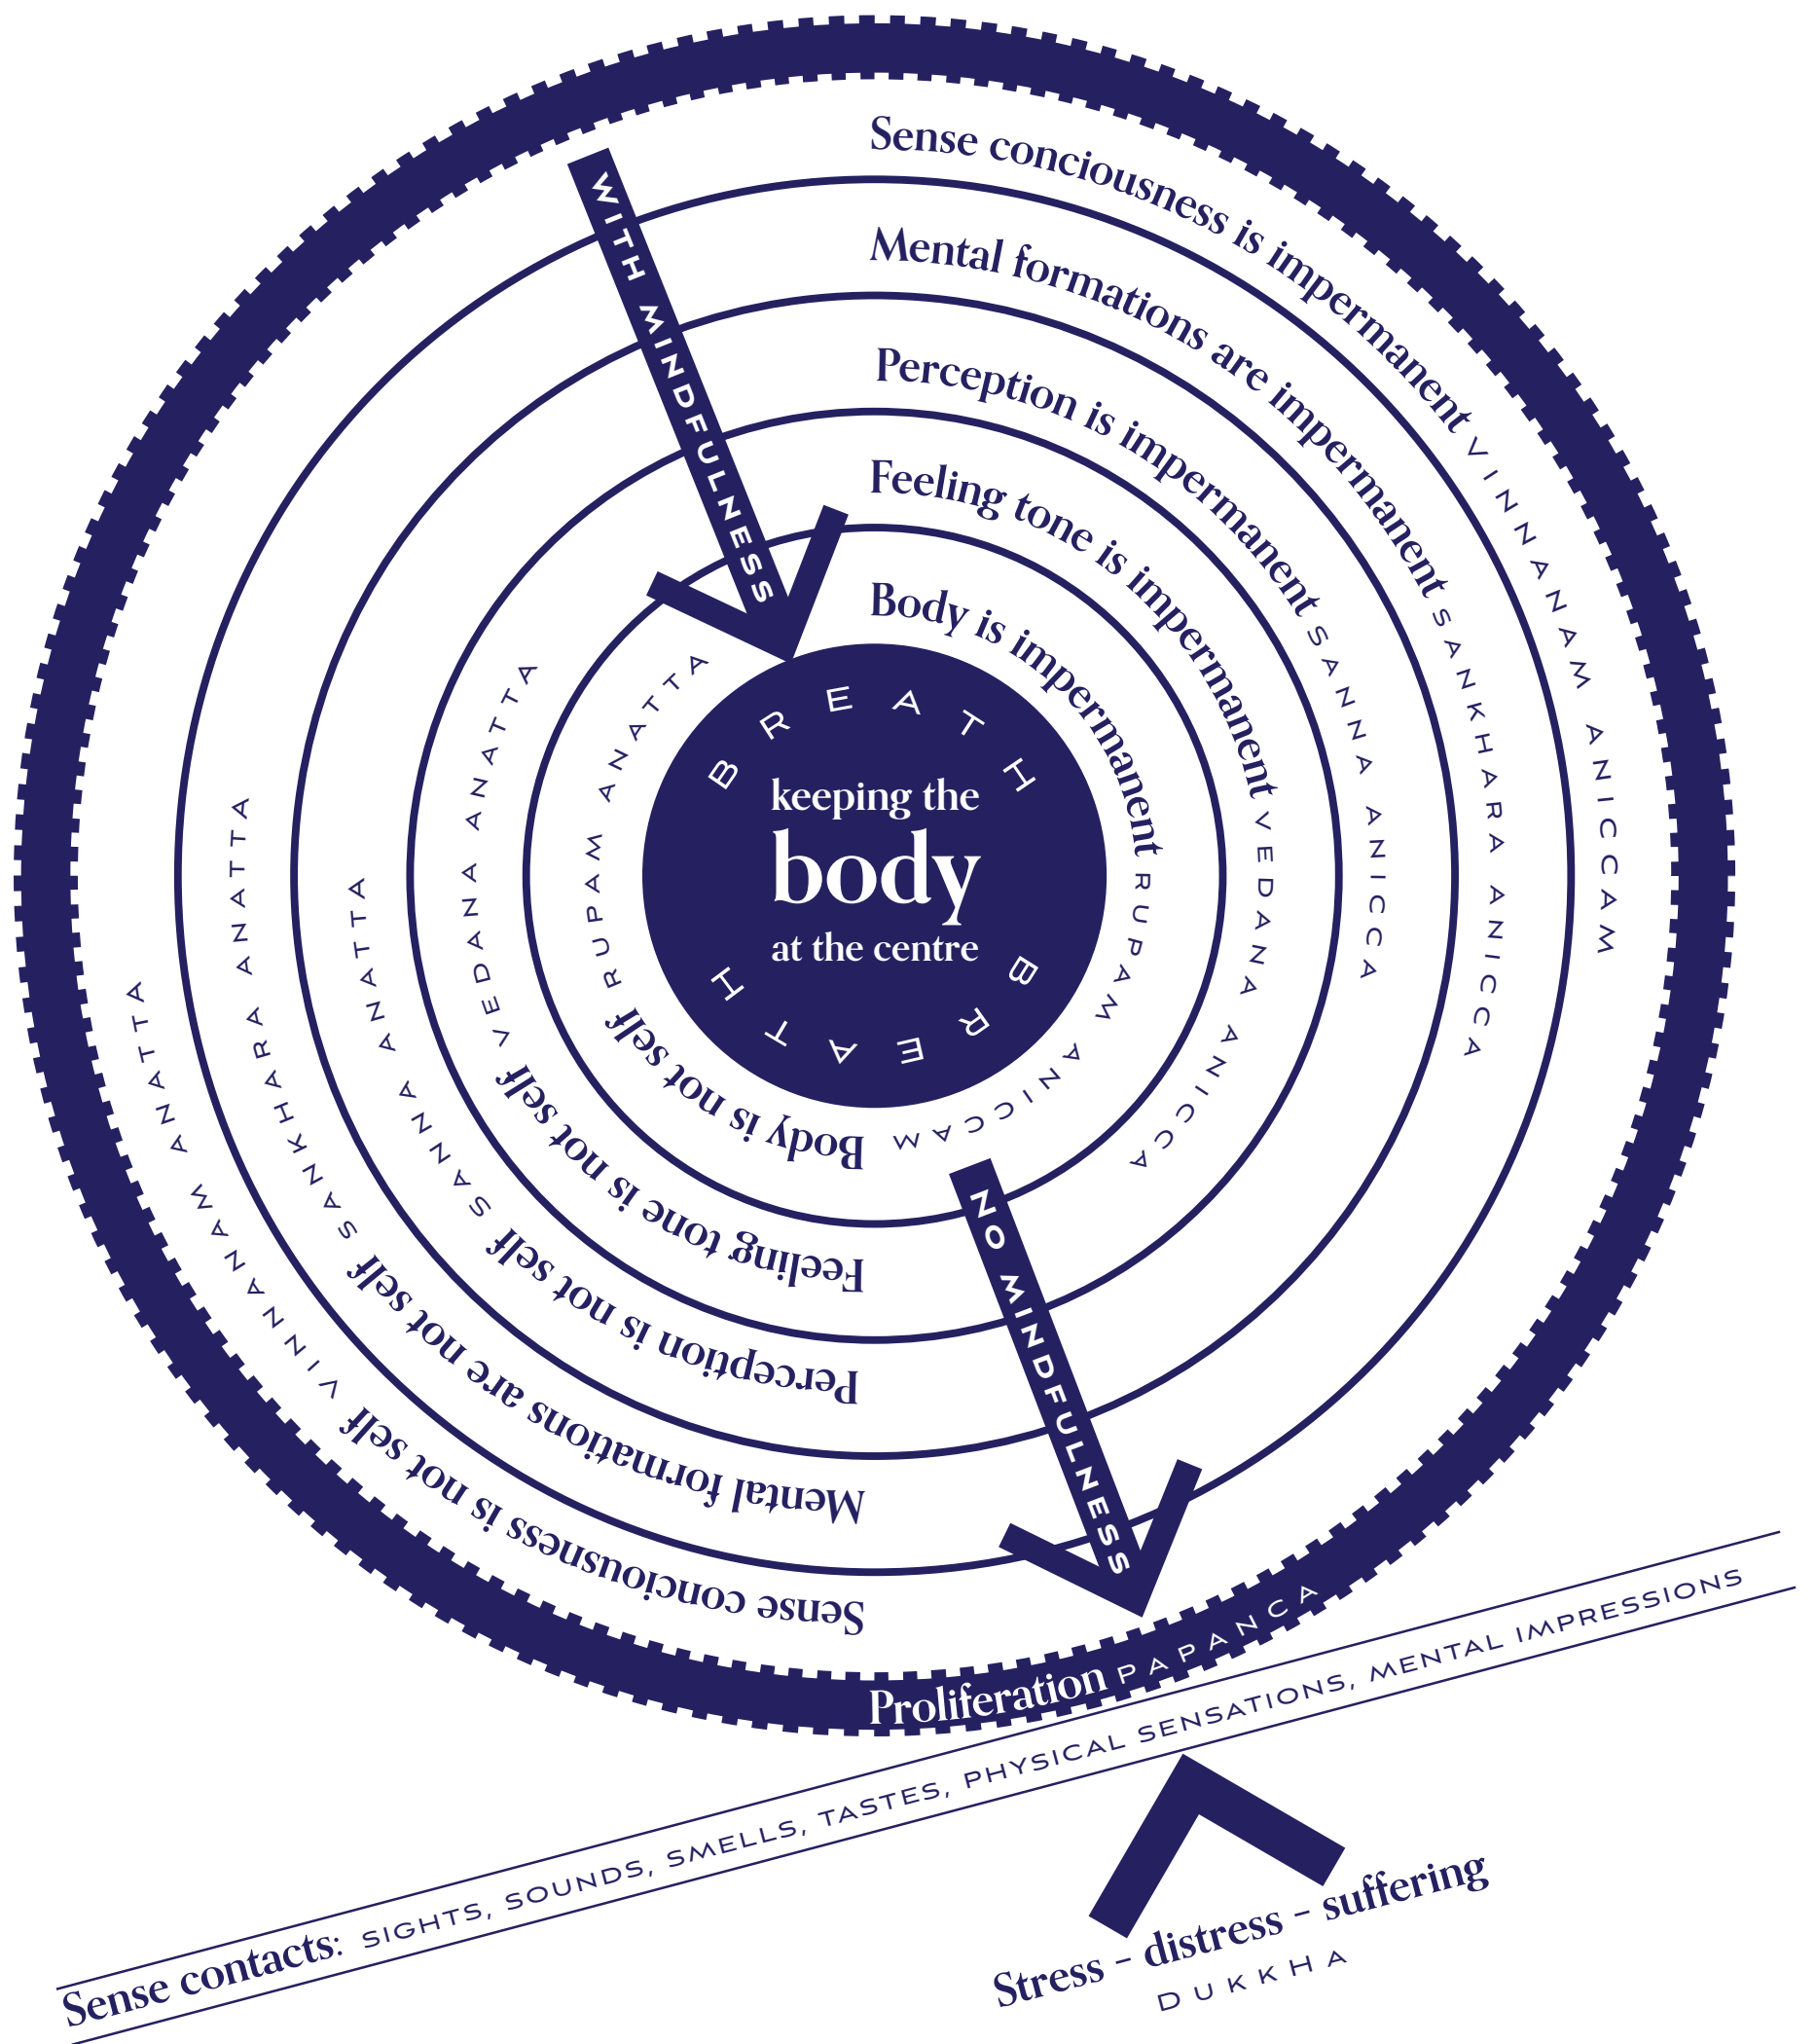 Sense conciousness is impermanent VINNANAM ANICCAM
Mental formations are impermanent SANKHARA ANICCA
Perception is impermanent SANNA ANICCA
Feeling tone is impermanent VEDANA ANICCA
Body is impermanent RUPAM ANICCAM
WITH MINDFULNESS
BREATH
keeping the
body
at the centre
BREATH
Body is not self RUPAM ANATTA
Feeling tone is not self VEDANA ANATTA
Perception is not self SANNA ANATTA
Mental formations are not self SANKHARA ANATTA
Sense conciousness is not self VINNANAM ANATTA
NO MINDFULNESS
Proliferation PAPANCA
Sense contacts: SIGHTS, SOUNDS, SMELLS, TASTES, PHYSICAL SENSATIONS, MENTAL IMPRESSIONS
Stress - distress - suffering
DUKKHA